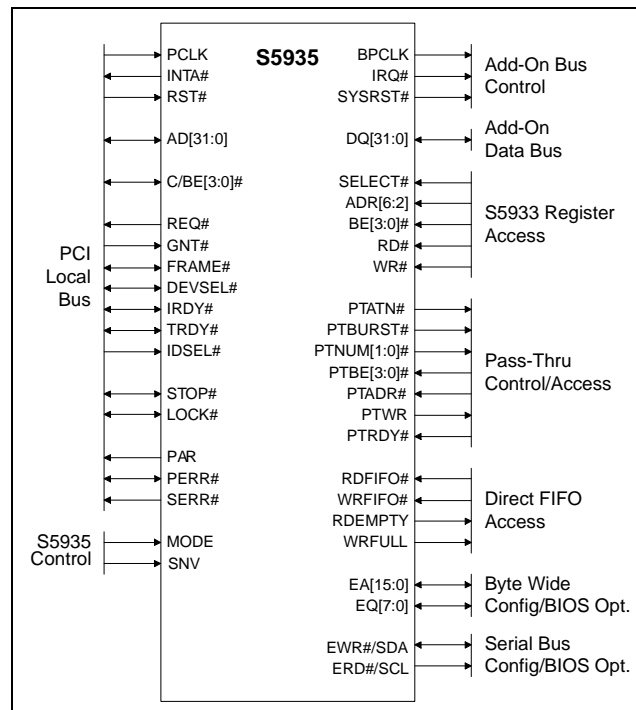 S5935
PCI
Local
Bus
PCLK
INTA#
RST#
AD[31:0]
C/BE[3:0]#
REQ#
GNT#
FRAME#
DEVSEL#
IRDY#
TRDY#
IDSEL#
STOP#
LOCK#
PAR
PERR#
SERR#
S5935
Control
MODE
SNV
BPCLK
IRQ#
SYSRST#
Add-On Bus
Control
DQ[31:0]
Add-On
Data Bus
SELECT#
ADR[6:2]
BE[3:0]#
RD#
WR#
S5933 Register
Access
PTATN#
PTBURST#
PTNUM[1:0]#
PTBE[3:0]#
PTADR#
PTWR
PTRDY#
Pass-Thru
Control/Access
RDFIFO#
WRFIFO#
RDEMPTY
WRFULL
Direct FIFO
Access
EA[15:0]
EQ[7:0]
Byte Wide
Config/BIOS Opt.
EWR#/SDA
ERD#/SCL
Serial Bus
Config/BIOS Opt.